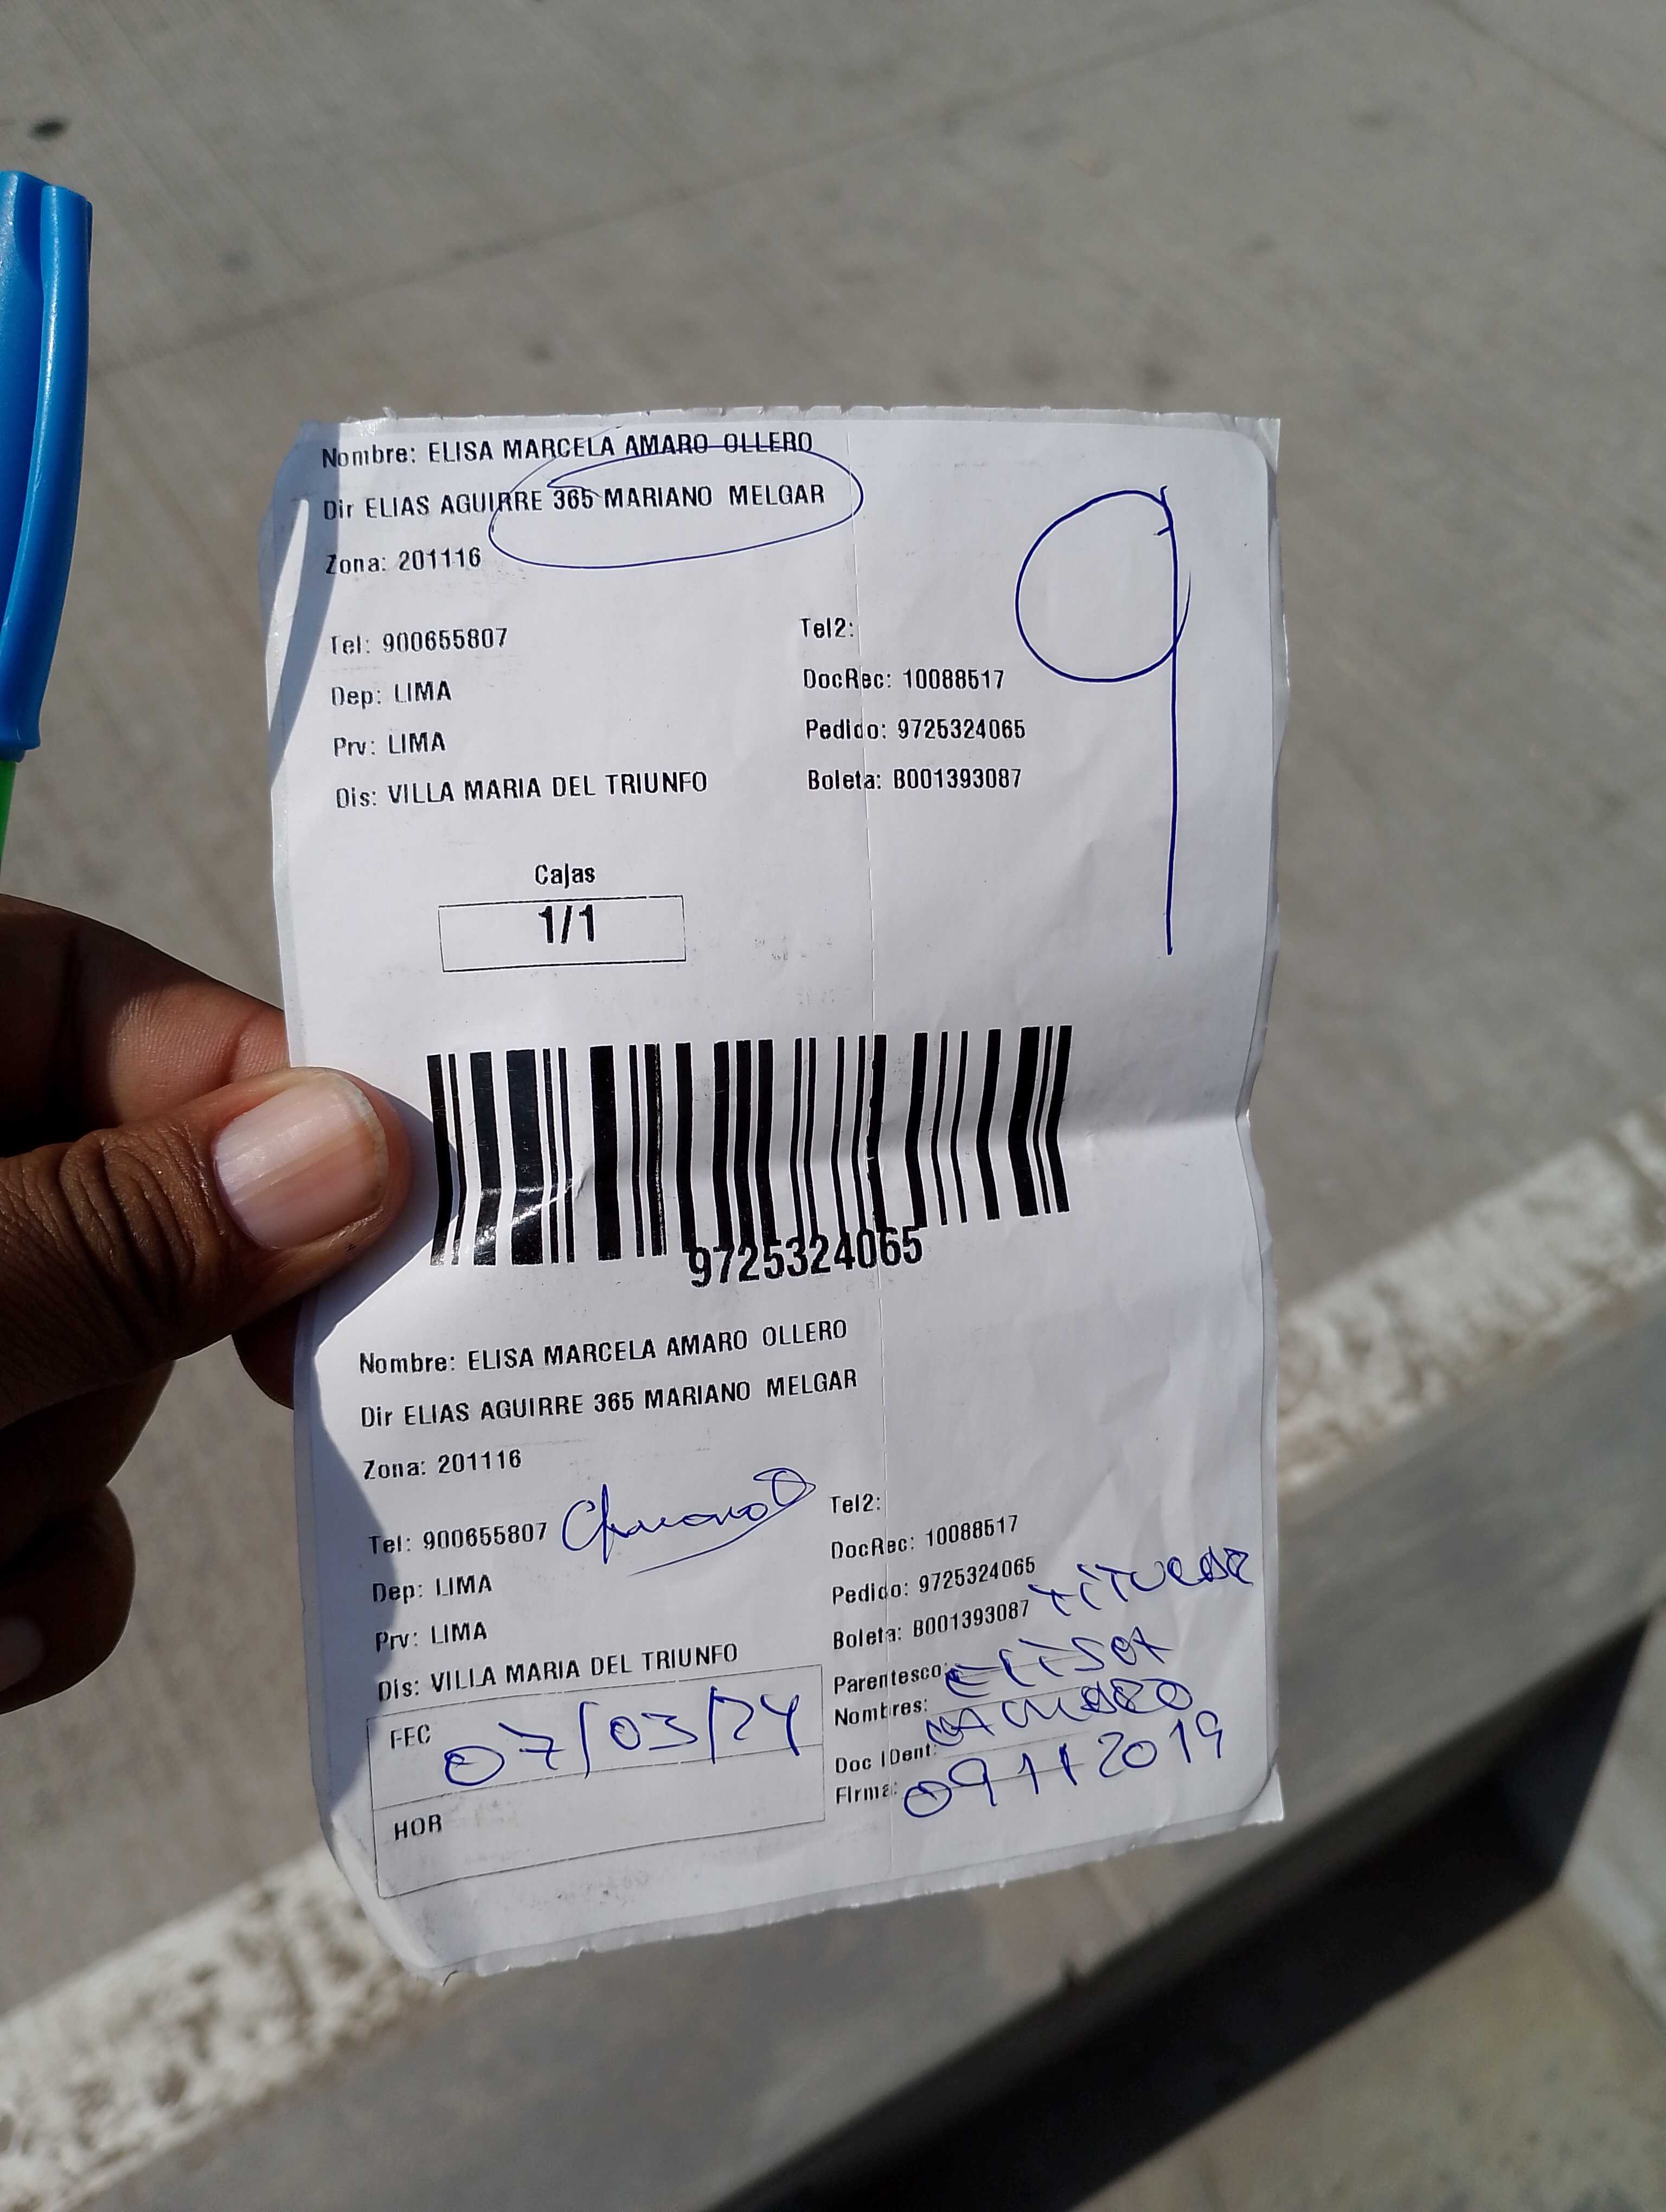 Nombre: ELISA MARCELA AMARO OLLERO
Dir ELIAS AGUIRRE 365 MARIANO MELGAR
Zona: 201116
Tel: 900655807
Tel2:
Dep: LIMA
DocRec: 10088517
Prv: LIMA
Pedido: 9725324065
Dis: VILLA MARIA DEL TRIUNFO
Boleta: B001393087
9
Cajas
1/1
9725324065
Nombre: ELISA MARCELA AMARO OLLERO
Dir ELIAS AGUIRRE 365 MARIANO MELGAR
Zona: 201116
Tel: 900655807
Tel2:
Dep: LIMA
DocRec: 10088517
Prv: LIMA
Pedido: 9725324065
Dis: VILLA MARIA DEL TRIUNFO
Boleta: B001393087 TITULAR
Parentesco: ELISA
Nombres: AMARO
Doc IDent:
Firma: 09112019
FEC 07/03/24
HOR